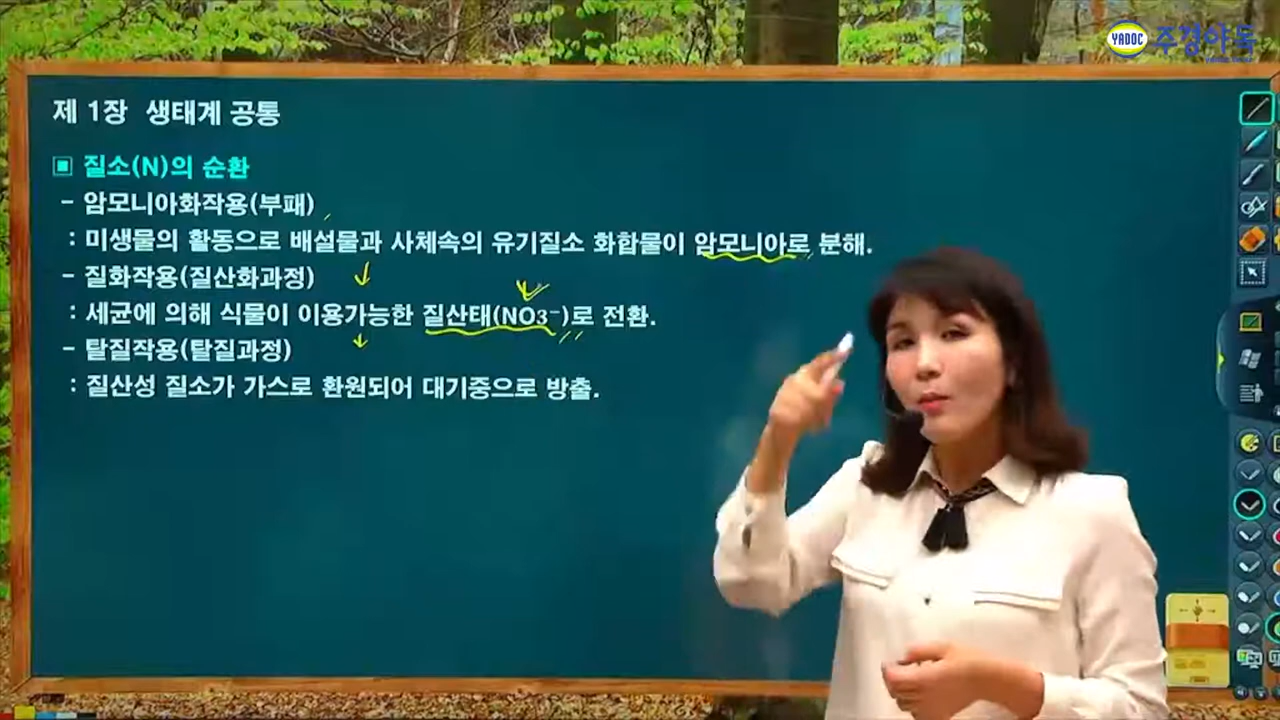 YADOC 주경야독
제 1장 생태계 공통
▣ 질소(N)의 순환
- 암모니아화작용(부패)
: 미생물의 활동으로 배설물과 사체속의 유기질소 화합물이 암모니아로 분해.
- 질화작용(질산화과정)
: 세균에 의해 식물이 이용가능한 질산태(NO3⁻)로 전환.
- 탈질작용(탈질과정)
: 질산성 질소가 가스로 환원되어 대기중으로 방출.